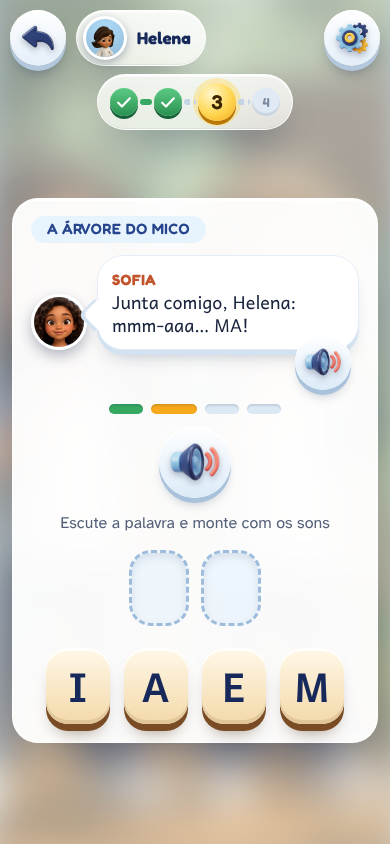 Helena
3
4
A ÁRVORE DO MICO
SOFIA
Junta comigo, Helena:
mmm-aaa... MA!
Escute a palavra e monte com os sons
I A E M